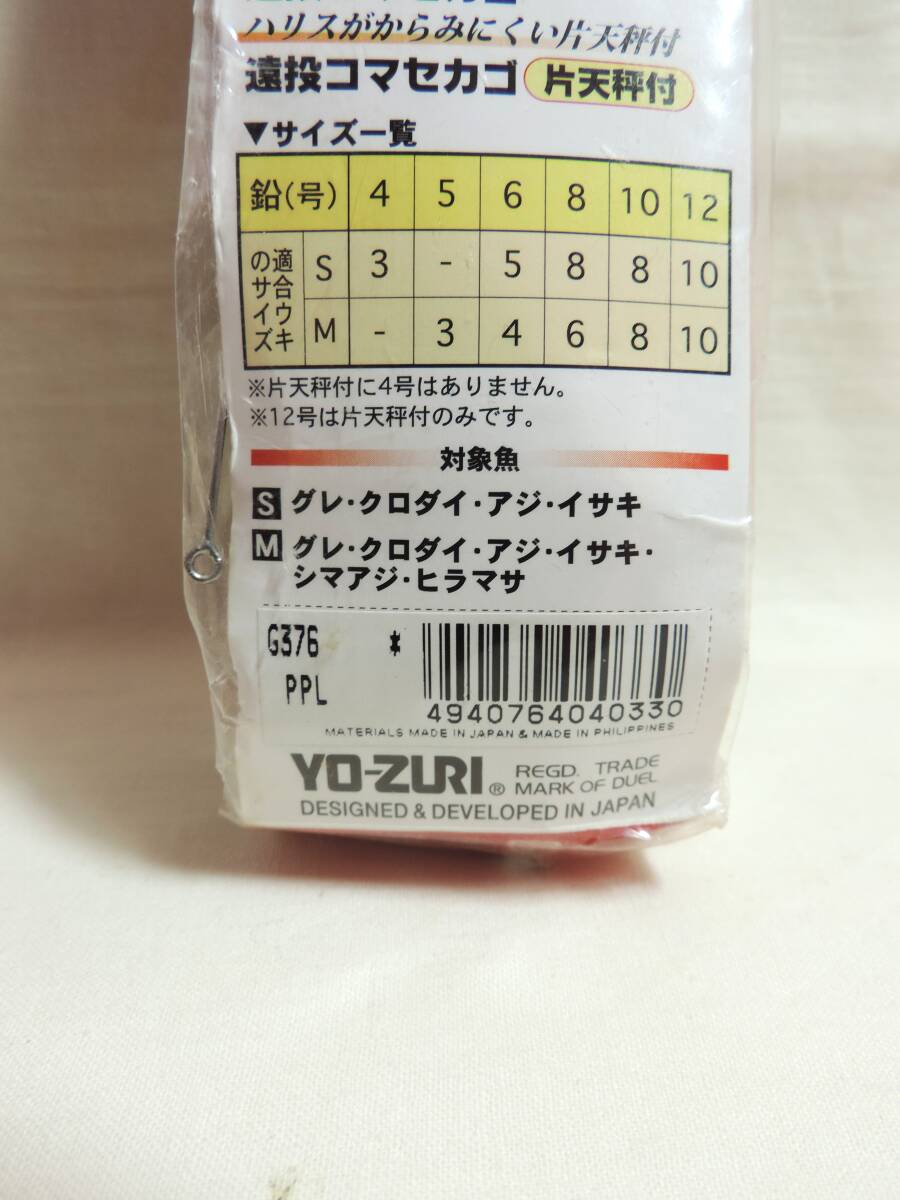 ハリスがからみにくい片天秤付
遠投コマセカゴ 片天秤付
▼サイズ一覧
鉛(号) 4 5 6 8 10 12
適合ウキのサイズ
S 3 - 5 8 8 10
M - 3 4 6 8 10
※片天秤付に4号はありません。
※12号は片天秤付のみです。
対象魚
S グレ・クロダイ・アジ・イサキ
M グレ・クロダイ・アジ・イサキ・
シマアジ・ヒラマサ
G376 *
PPL
4940764040330
MATERIALS MADE IN JAPAN & MADE IN PHILIPPINES
YO-ZURI® REGD. TRADE
MARK OF DUEL
DESIGNED & DEVELOPED IN JAPAN